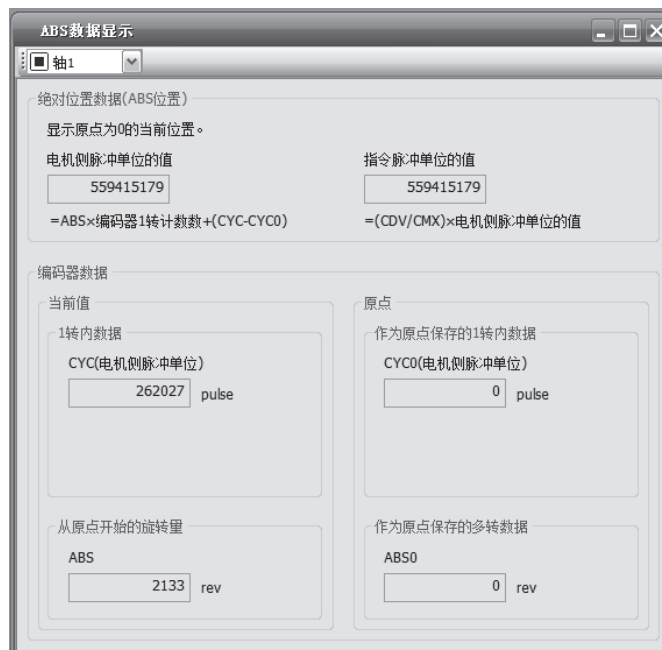 ABS数据显示
轴1
绝对位置数据(ABS位置)
显示原点为0的当前位置。
电机侧脉冲单位的值
指令脉冲单位的值
559415179
559415179
=ABS×编码器1转计数数+(CYC-CYC0)
=(CDV/CMX)×电机侧脉冲单位的值
编码器数据
当前值
原点
1转内数据
作为原点保存的1转内数据
CYC(电机侧脉冲单位)
CYC0(电机侧脉冲单位)
262027 pulse
0 pulse
从原点开始的旋转量
作为原点保存的多转数据
ABS
ABS0
2133 rev
0 rev